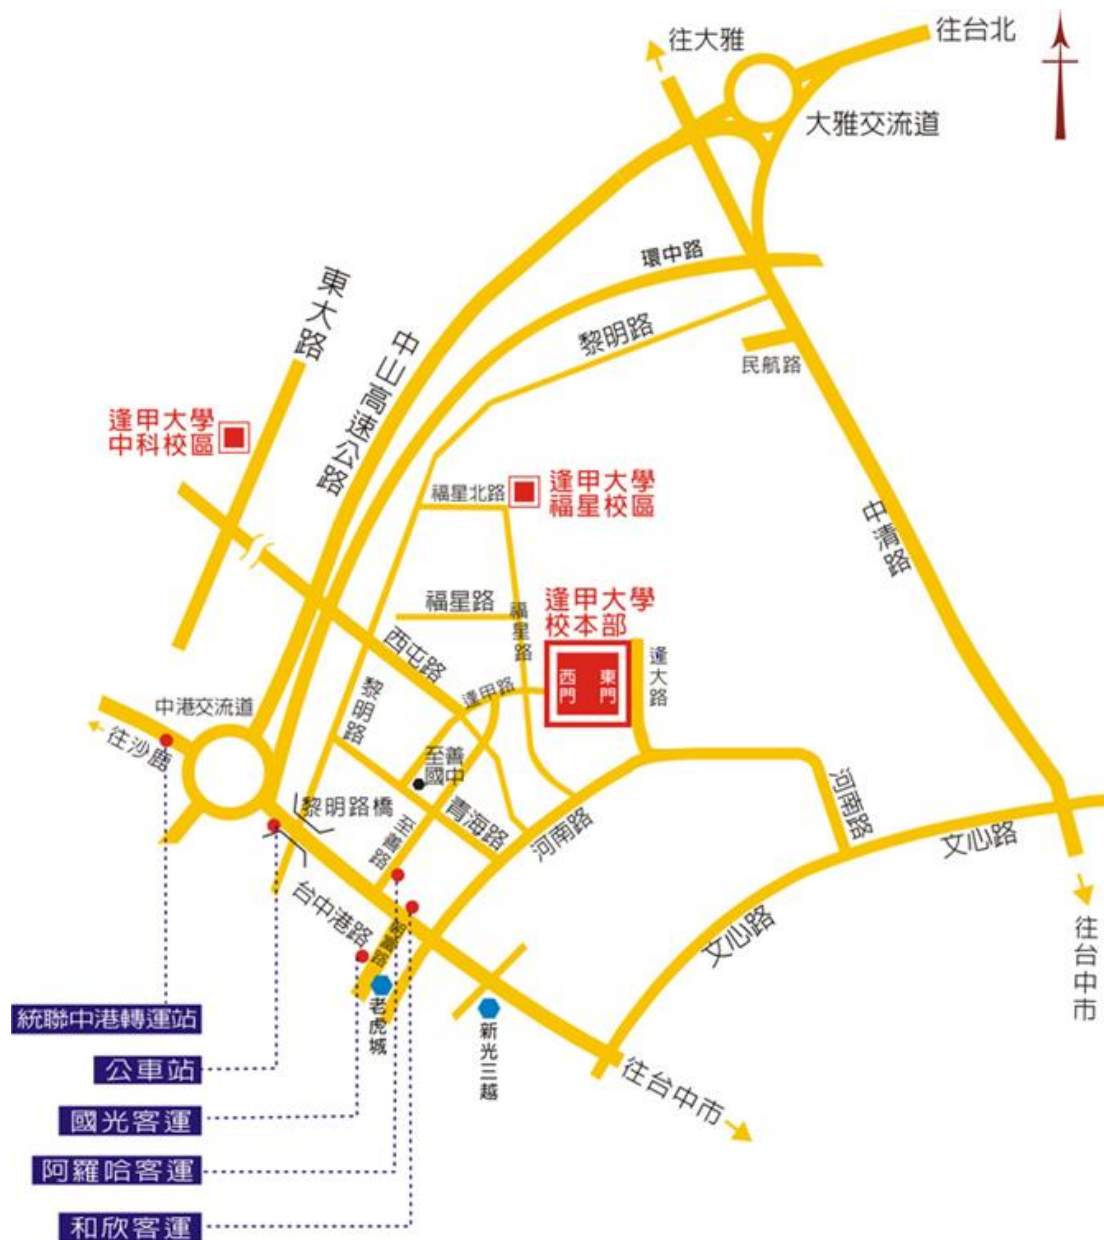 往大雅
往台北
大雅交流道
環中路
東大路
黎明路
中山高速公路
民航路
逢甲大學
中科校區
逢甲大學
福星校區
福星北路
中清路
逢甲大學
校本部
福星路
福星路
西屯路
西門
東門
逢大路
黎明路
逢甲路
中港交流道
往沙鹿
至善
國中
黎明路橋
青海路
至善路
河南路
河南路
文心路
台中港路
朝富路
文心路
往台中市
老虎城
新光三越
往台中市
統聯中港轉運站
公車站
國光客運
阿羅哈客運
和欣客運